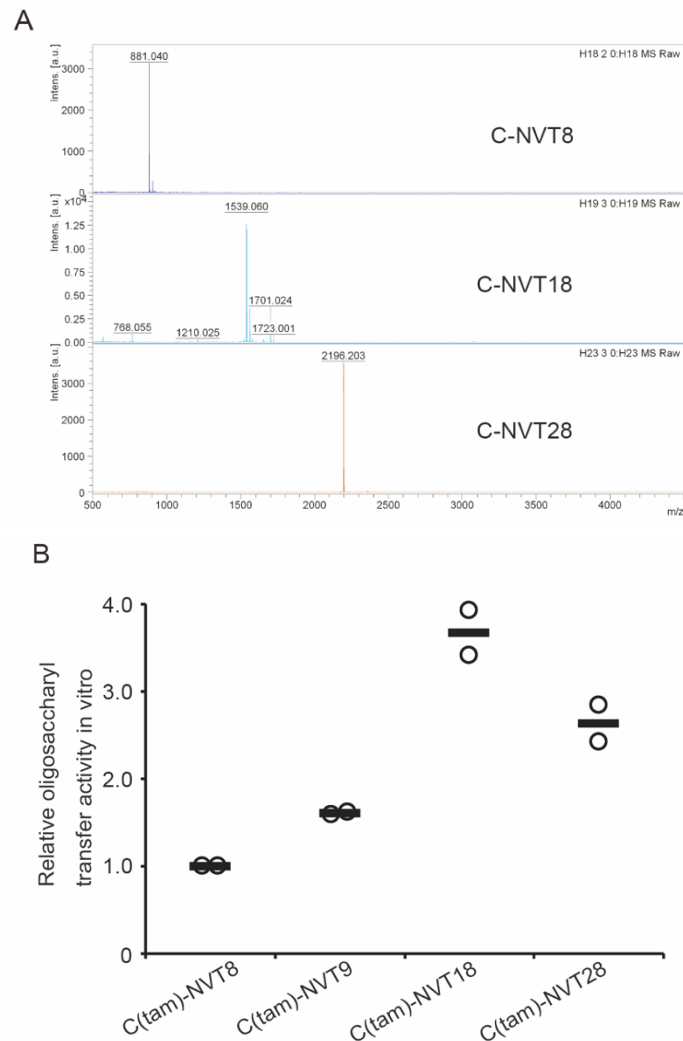 A
881.040
H18 2 0:H18 MS Raw
Intens. [a.u.]
3000
2000
1000
0
C-NVT8
x10⁴
1539.060
H19 3 0:H19 MS Raw
Intens. [a.u.]
1.25
1.00
0.75
0.50
0.25
0.00
1701.024
768.055
1210.025
1723.001
C-NVT18
2196.203
H23 3 0:H23 MS Raw
Intens. [a.u.]
3000
2000
1000
0
C-NVT28
500 1000 1500 2000 2500 3000 3500 4000
m/z
B
Relative oligosaccharyl
transfer activity in vitro
4.0
3.0
2.0
1.0
0
C(tam)-NVT8
C(tam)-NVT9
C(tam)-NVT18
C(tam)-NVT28